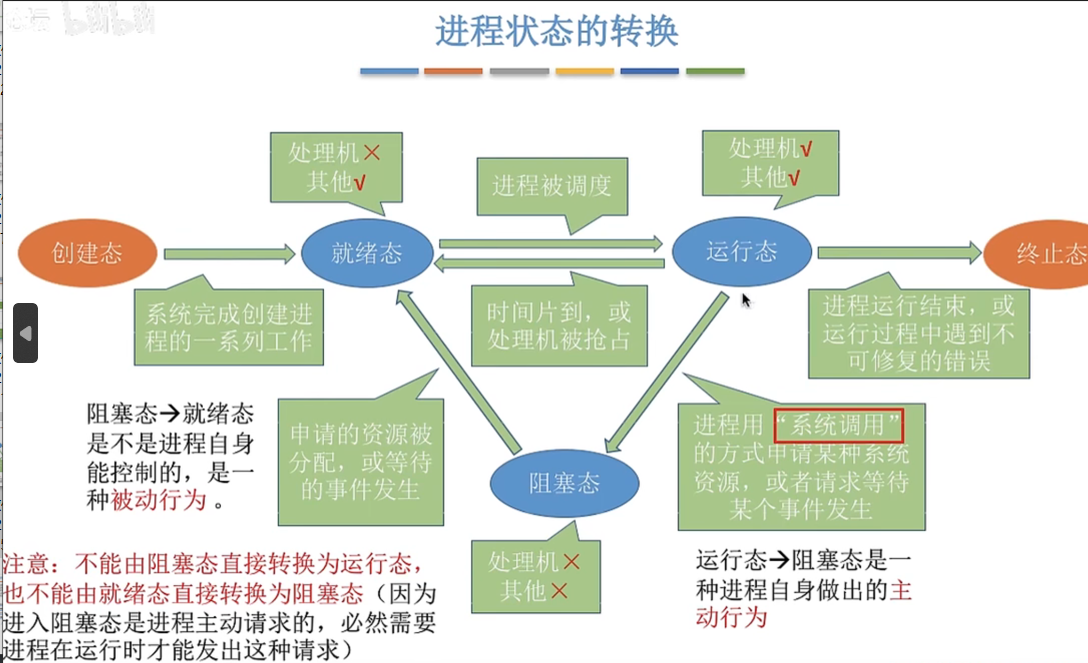 进程状态的转换
处理机×
其他√
进程被调度
处理机√
其他√
创建态
就绪态
运行态
终止态
系统完成创建进
程的一系列工作
时间片到，或
处理机被抢占
进程运行结束，或
运行过程中遇到不
可修复的错误
阻塞态→就绪态
是不是进程自身
能控制的，是一
种被动行为。
申请的资源被
分配，或等待
的事件发生
进程用“系统调用”
的方式申请某种系统
资源，或者请求等待
某个事件发生
阻塞态
处理机×
其他×
运行态→阻塞态是一
种进程自身做出的主
动行为
注意：不能由阻塞态直接转换为运行态，
也不能由就绪态直接转换为阻塞态（因为
进入阻塞态是进程主动请求的，必然需要
进程在运行时才能发出这种请求）